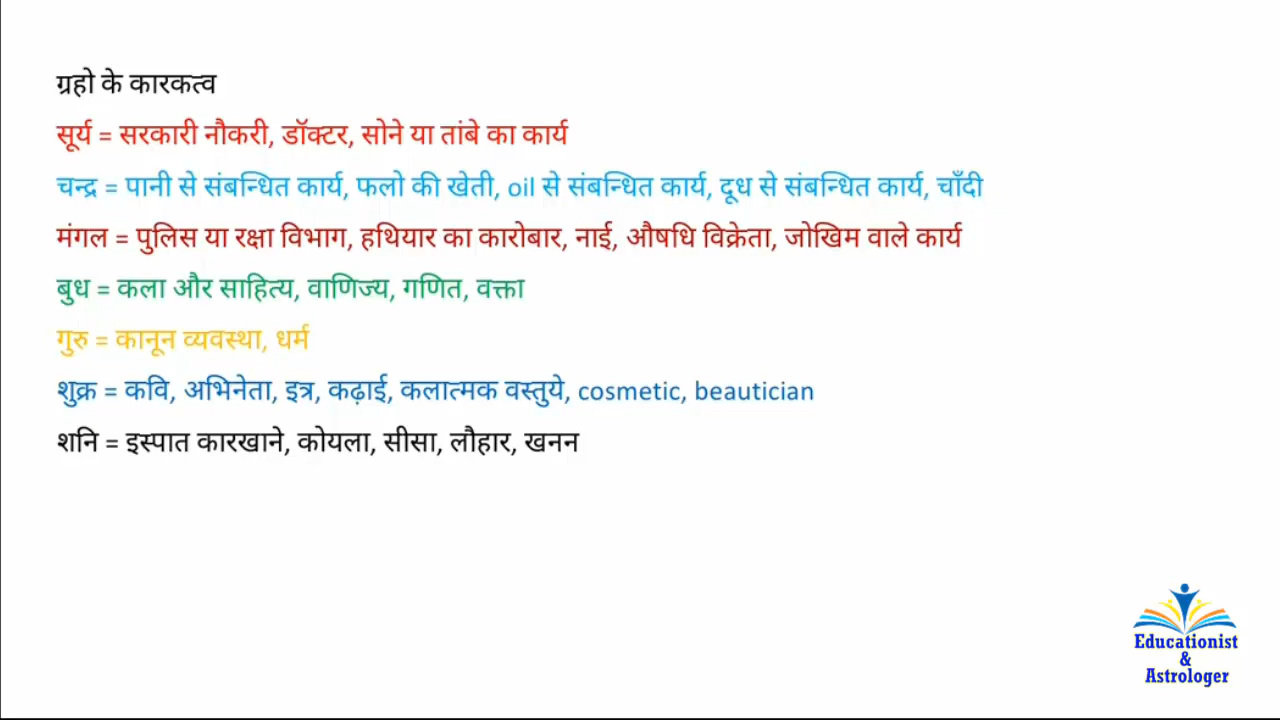 ग्रहो के कारकत्व
सूर्य = सरकारी नौकरी, डॉक्टर, सोने या तांबे का कार्य
चन्द्र = पानी से संबन्धित कार्य, फलो की खेती, oil से संबन्धित कार्य, दूध से संबन्धित कार्य, चाँदी
मंगल = पुलिस या रक्षा विभाग, हथियार का कारोबार, नाई, औषधि विक्रेता, जोखिम वाले कार्य
बुध = कला और साहित्य, वाणिज्य, गणित, वक्ता
गुरु = कानून व्यवस्था, धर्म
शुक्र = कवि, अभिनेता, इत्र, कढ़ाई, कलात्मक वस्तुये, cosmetic, beautician
शनि = इस्पात कारखाने, कोयला, सीसा, लौहार, खनन
Educationist
&
Astrologer